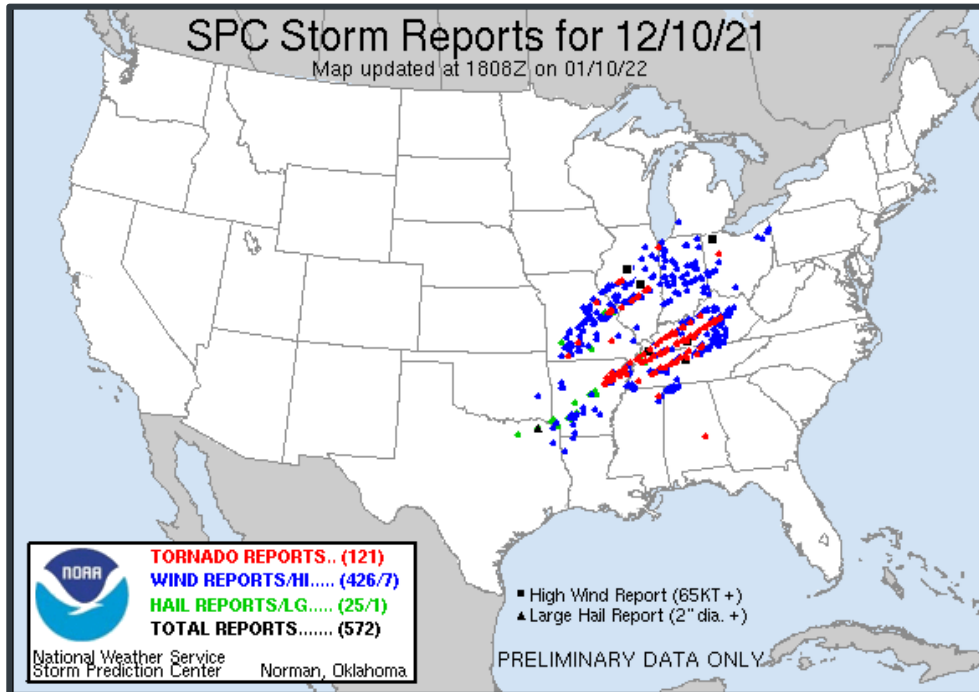 SPC Storm Reports for 12/10/21
Map updated at 1808Z on 01/10/22
NOAA
TORNADO REPORTS.. (121)
WIND REPORTS/HI..... (426/7)
HAIL REPORTS/LG..... (25/1)
TOTAL REPORTS....... (572)
National Weather Service
Storm Prediction Center Norman, Oklahoma
High Wind Report (65KT +)
Large Hail Report (2" dia. +)
PRELIMINARY DATA ONLY